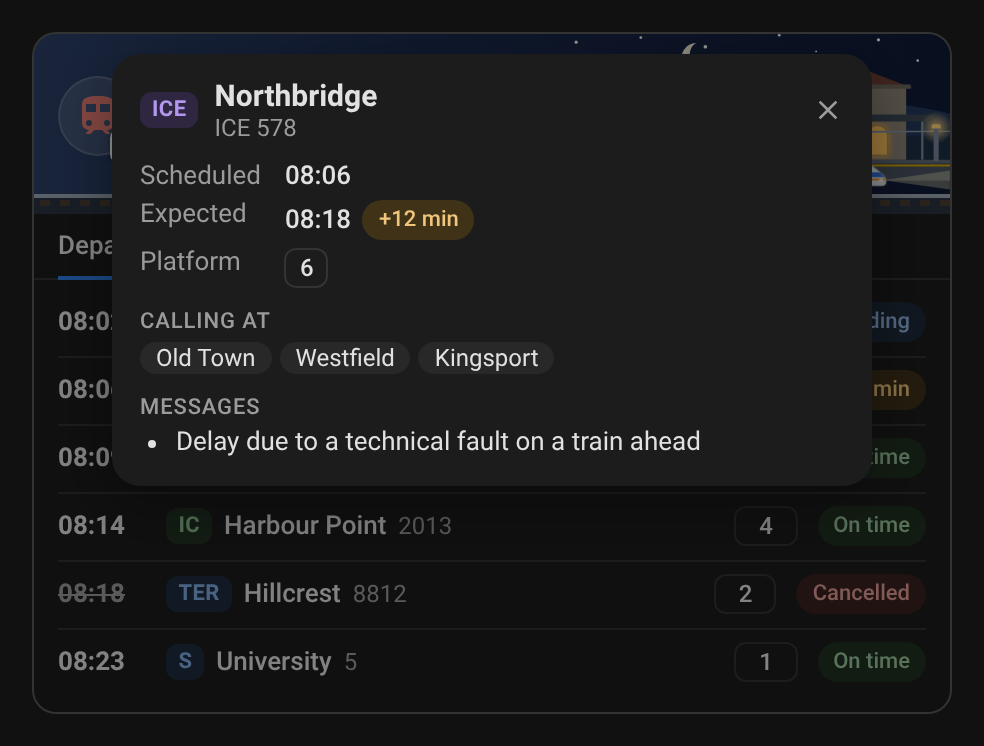 ICE Northbridge
ICE 578
Scheduled 08:06
Expected 08:18 +12 min
Platform 6
CALLING AT
Old Town Westfield Kingsport
MESSAGES
• Delay due to a technical fault on a train ahead
min
08:14 IC Harbour Point 2013 4 On time
08:18 TER Hillcrest 8812 2 Cancelled
08:23 S University 5 1 On time